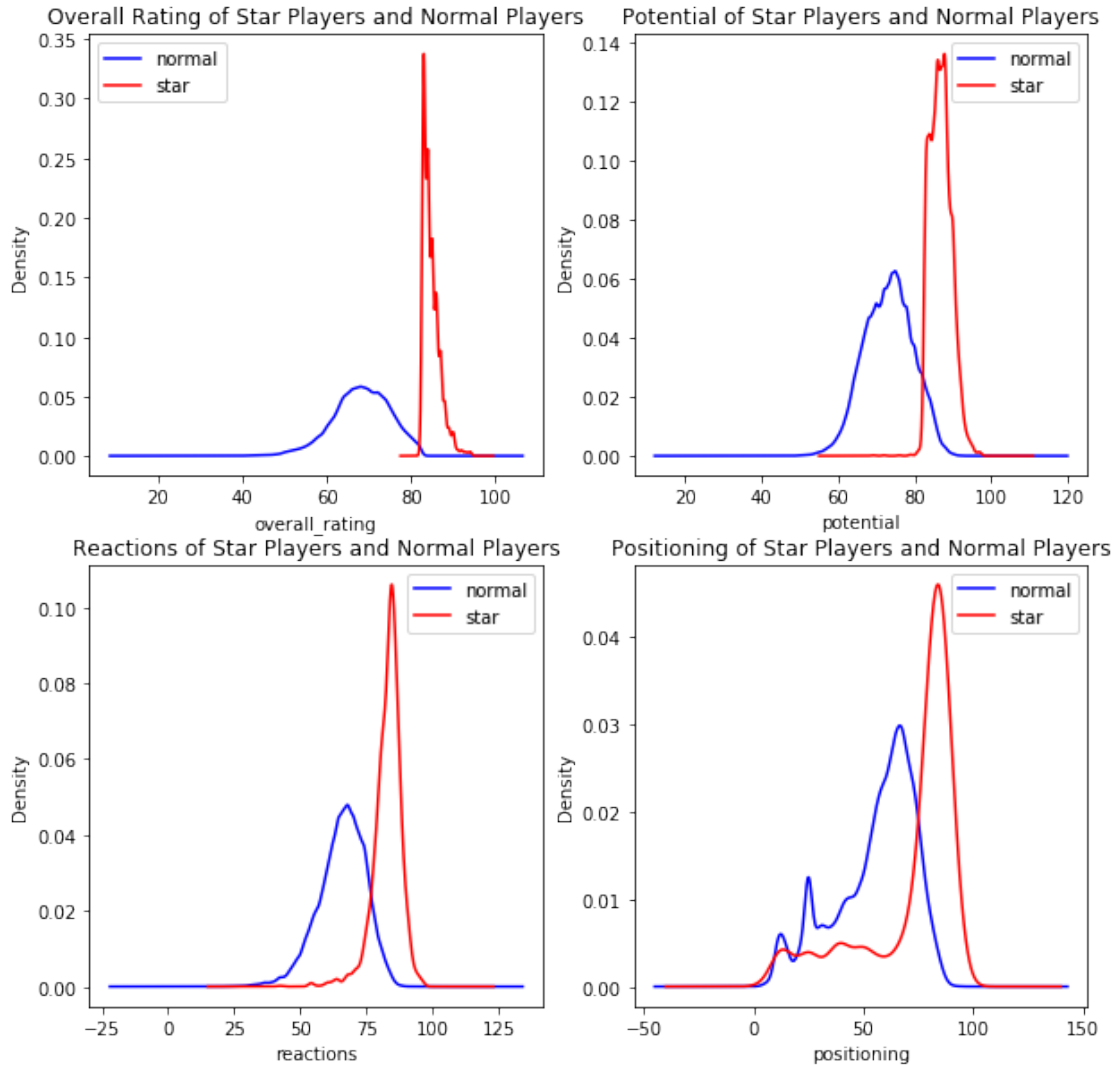 Overall Rating of Star Players and Normal Players
normal
star
0.35
0.30
0.25
0.20
0.15
0.10
0.05
0.00
Density
20 40 60 80 100
overall_rating
Potential of Star Players and Normal Players
normal
star
0.14
0.12
0.10
0.08
0.06
0.04
0.02
0.00
Density
20 40 60 80 100 120
potential
Reactions of Star Players and Normal Players
normal
star
0.10
0.08
0.06
0.04
0.02
0.00
Density
−25 0 25 50 75 100 125
reactions
Positioning of Star Players and Normal Players
normal
star
0.04
0.03
0.02
0.01
0.00
Density
−50 0 50 100 150
positioning